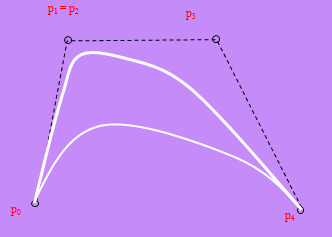 p₁ = p₂
p₃
p₀
p₄